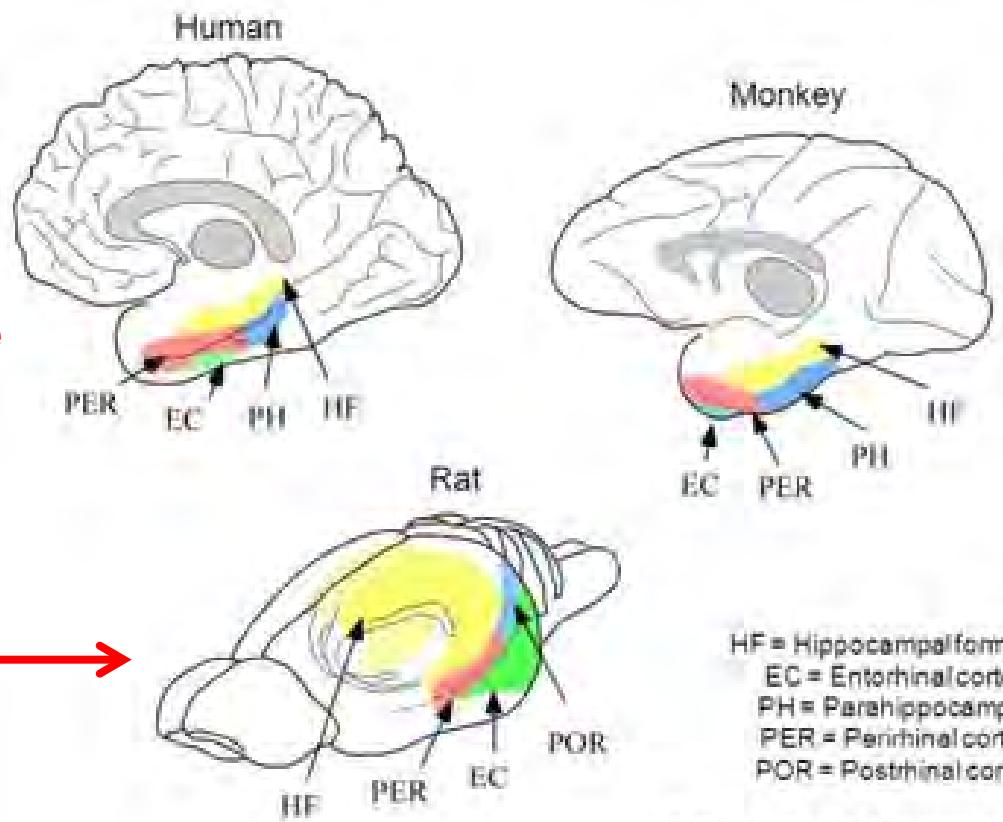 Human
Monkey
PER EC PH HF
HF
PH
EC PER
Rat
HF = Hippocampal form
EC = Entorhinal cort
PH = Parahippocamp
PER = Perirhinal cort
POR = Postrhinal cor
POR
EC
PER
HF